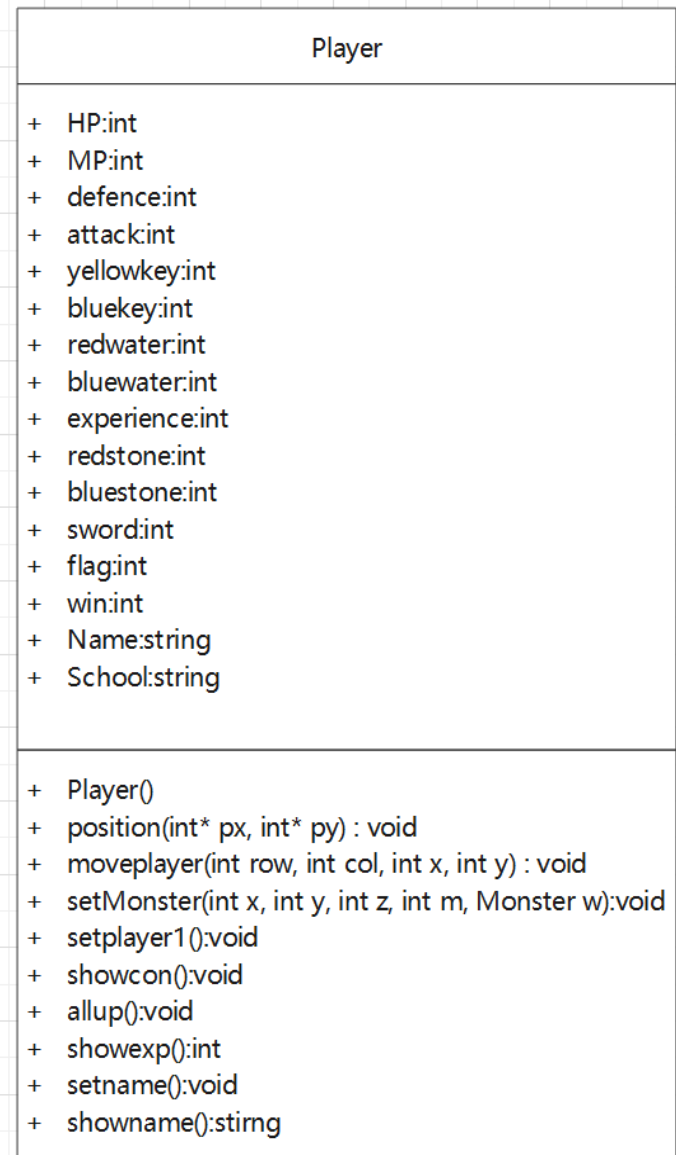 Player
+ HP:int
+ MP:int
+ defence:int
+ attack:int
+ yellowkey:int
+ bluekey:int
+ redwater:int
+ bluewater:int
+ experience:int
+ redstone:int
+ bluestone:int
+ sword:int
+ flag:int
+ win:int
+ Name:string
+ School:string
+ Player()
+ position(int* px, int* py) : void
+ moveplayer(int row, int col, int x, int y) : void
+ setMonster(int x, int y, int z, int m, Monster w):void
+ setplayer1():void
+ showcon():void
+ allup():void
+ showexp():int
+ setname():void
+ showname():stirng